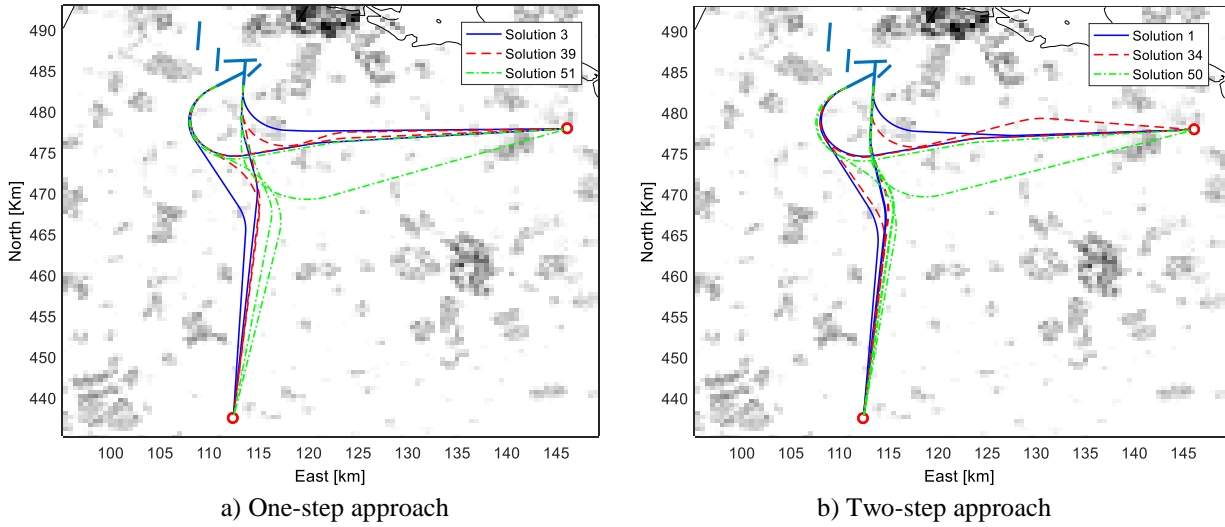 490
485
480
475
470
465
460
455
450
445
440
North [Km]
100 105 110 115 120 125 130 135 140 145
East [km]
Solution 3
Solution 39
Solution 51
a) One-step approach
490
485
480
475
470
465
460
455
450
445
440
North [Km]
100 105 110 115 120 125 130 135 140 145
East [km]
Solution 1
Solution 34
Solution 50
b) Two-step approach